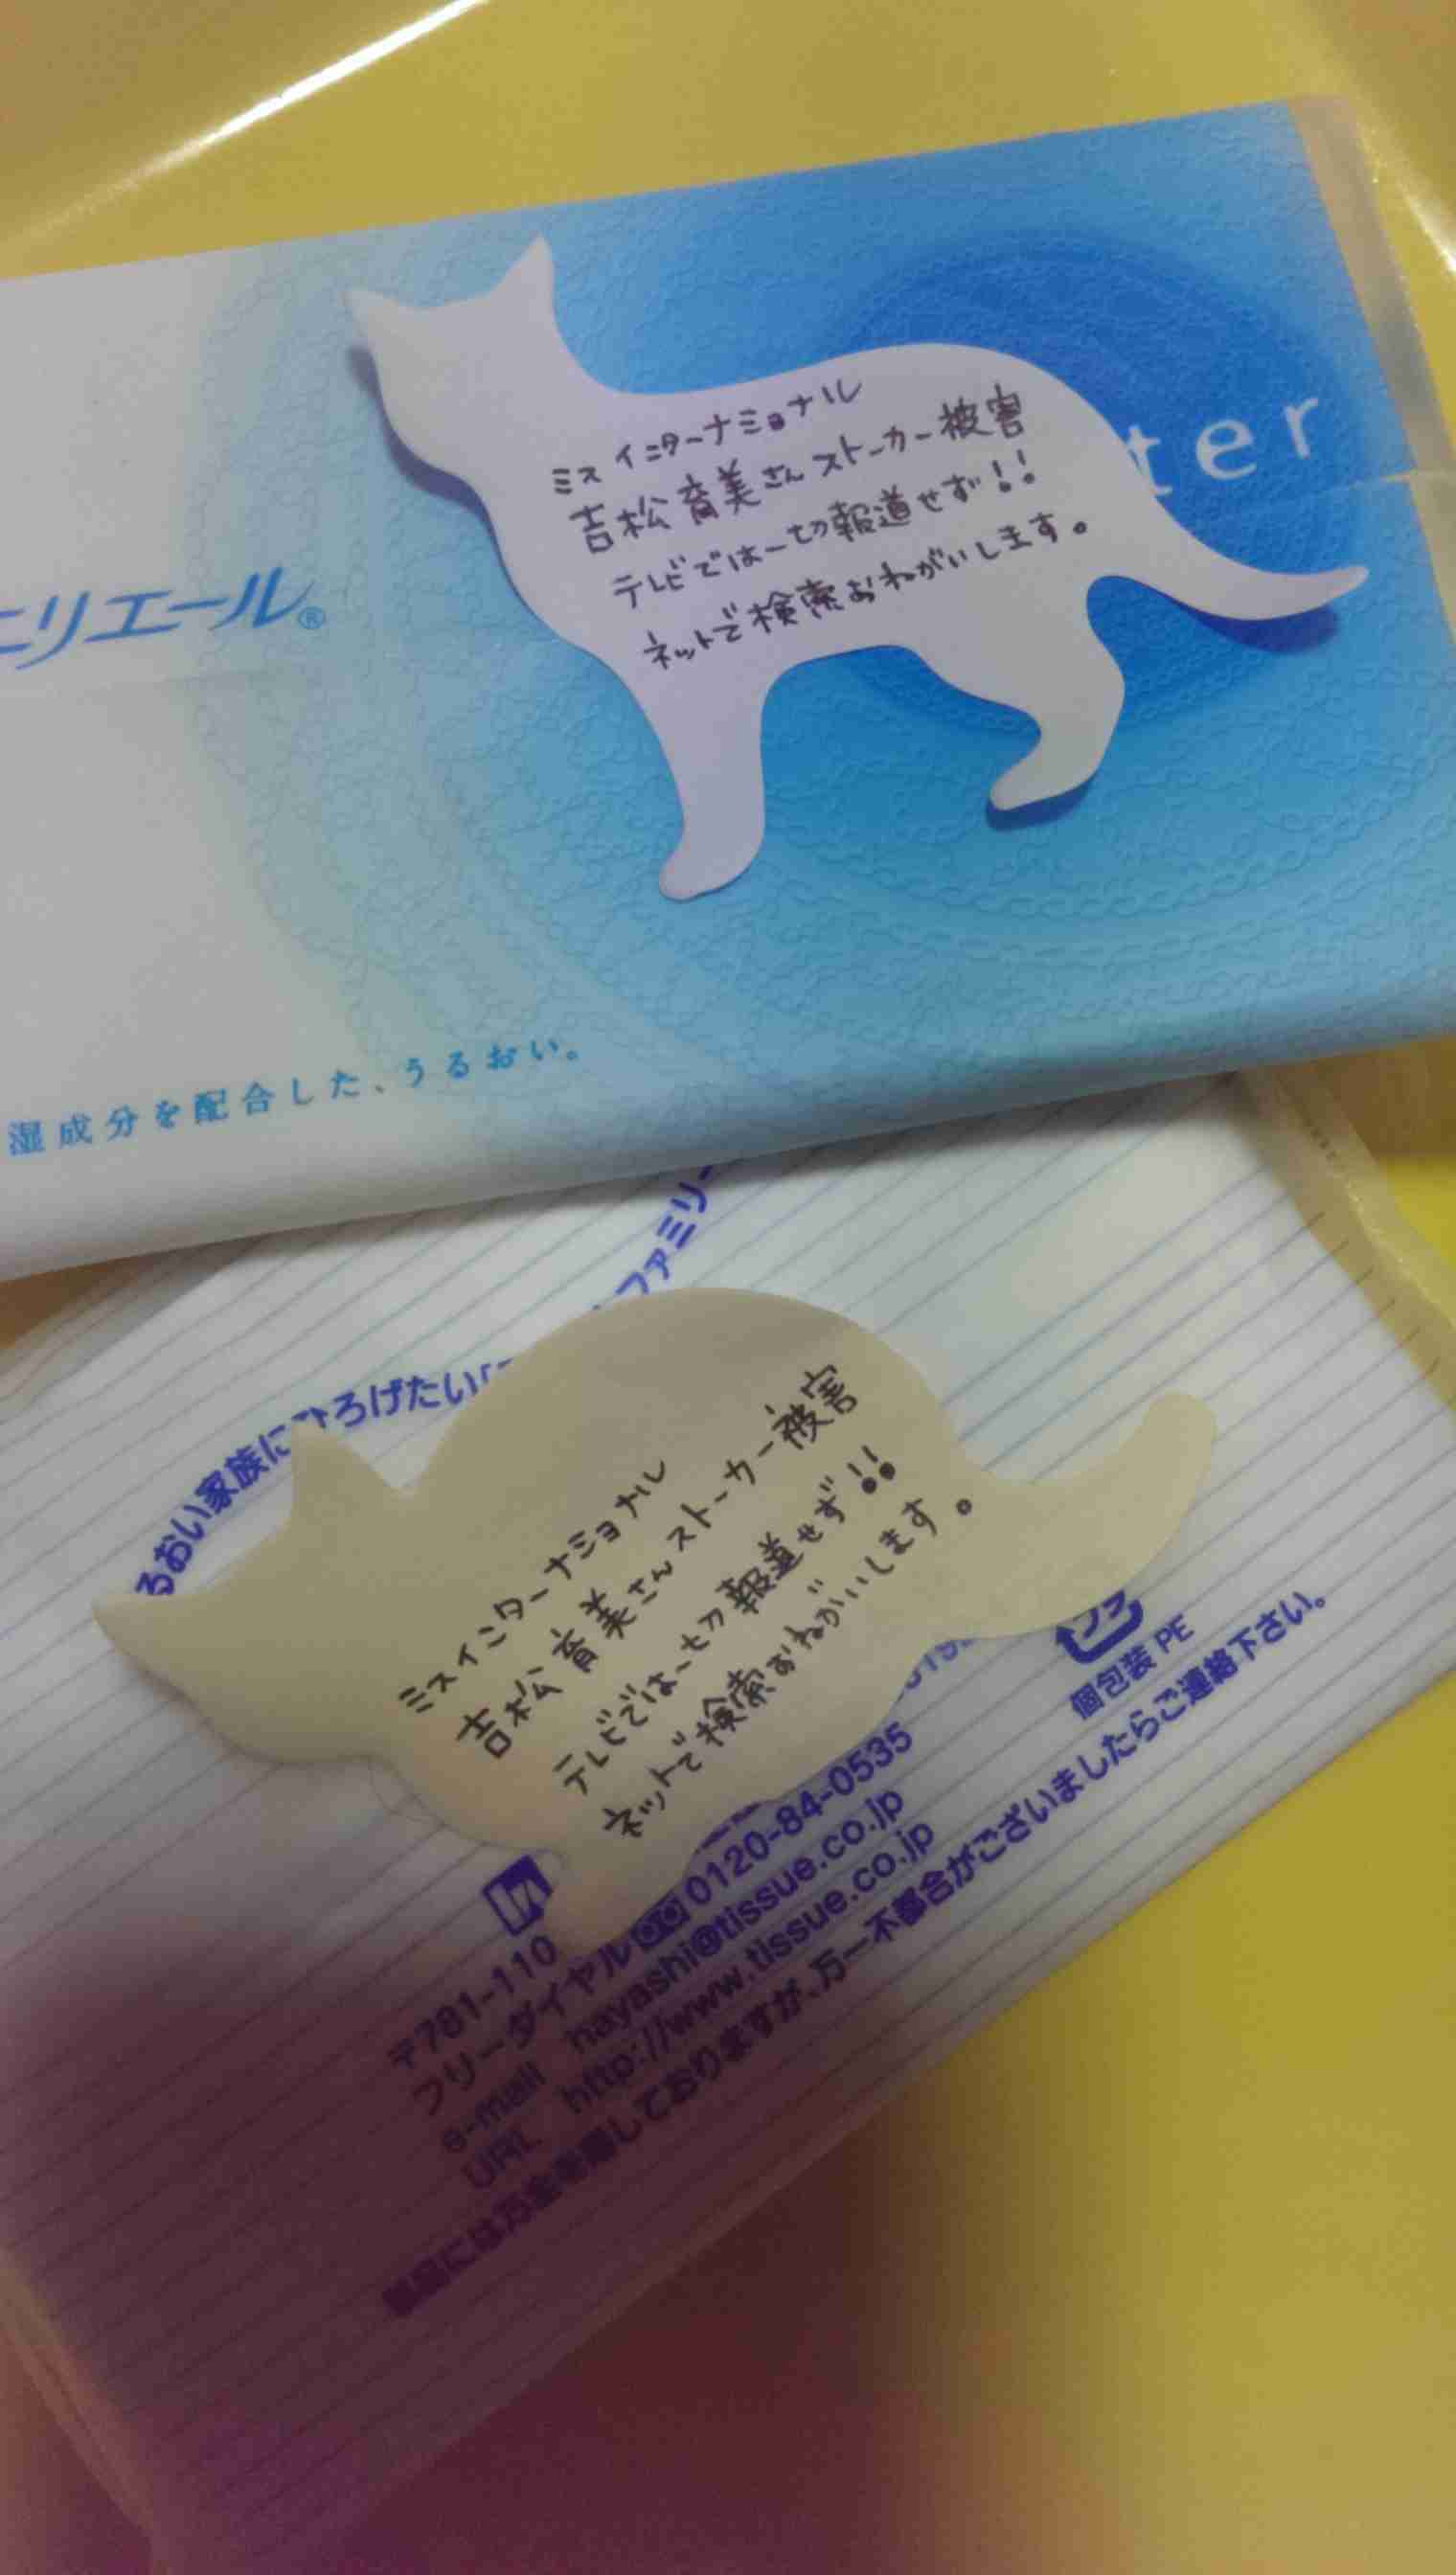 ミスインターナショナル
吉松育美さんストーカー被害
テレビでは一切報道せず!!
ネットで検索おねがいします。
ter
エリエール®
湿成分を配合した、うるおい。
ファミリー
るおい家族にひろげたい
ミスインターナショナル
吉松育美さんストーカー被害
テレビでは一切報道せず!!
ネットで検索おねがいします。
個包装 PE
〒781-110
フリーダイヤル 0120-84-0535
e-mail hayashi@tissue.co.jp
URL http://www.tissue.co.jp
には万全を期しておりますが、万一不都合がございましたらご連絡下さい。